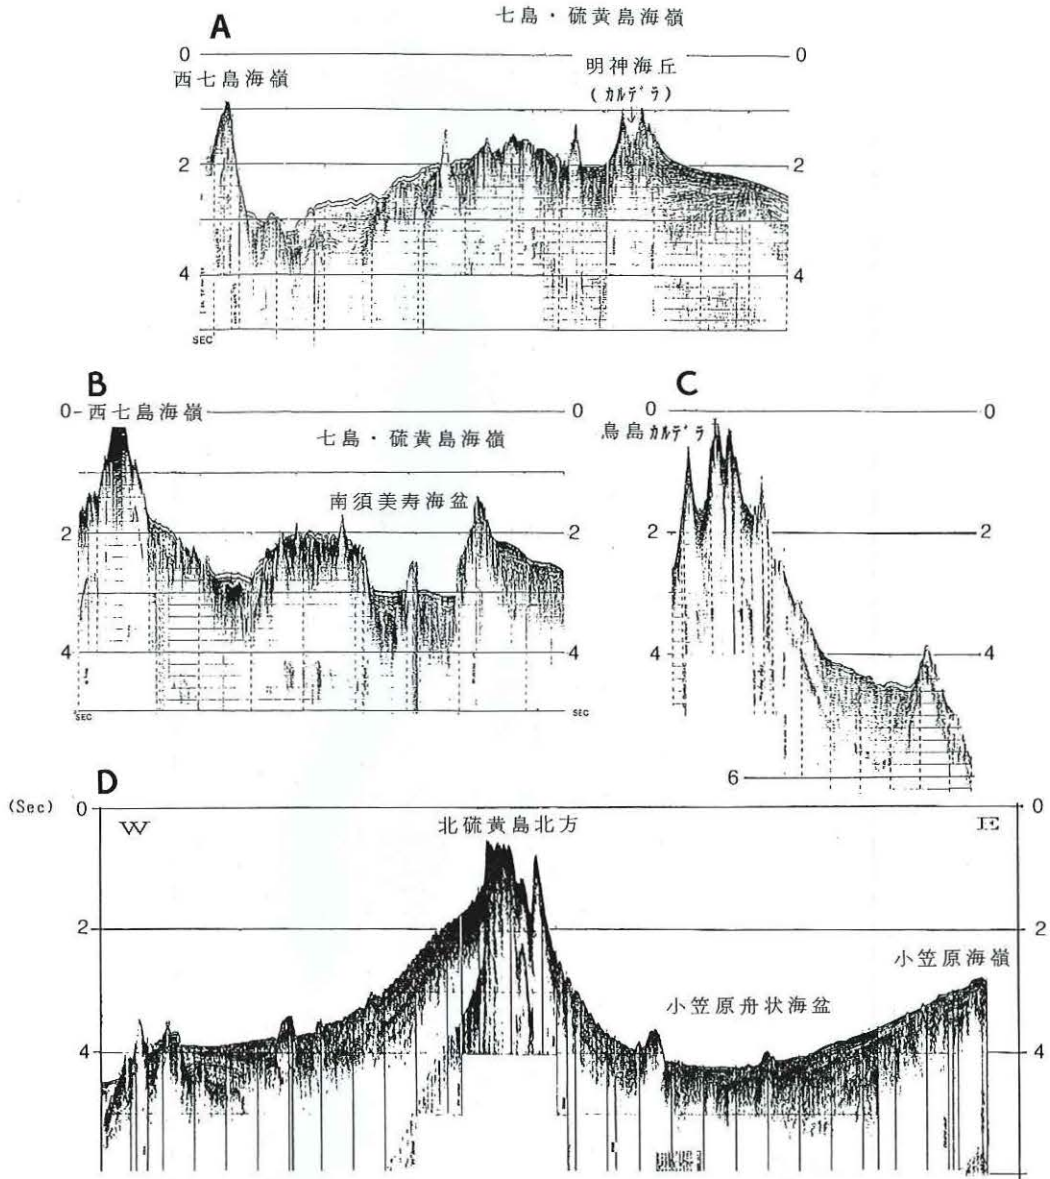 A
七島・硫黄島海嶺
0 0
西七島海嶺
明神海丘
(カルデラ)
2 2
4 4
SEC
B
0 西七島海嶺 0
七島・硫黄島海嶺
南須美寿海盆
2 2
4 4
SEC SEC
C
0 0
鳥島カルデラ
2 2
4 4
6
D
(Sec) 0 0
W 北硫黄島北方 E
2 2
小笠原海嶺
小笠原舟状海盆
4 4